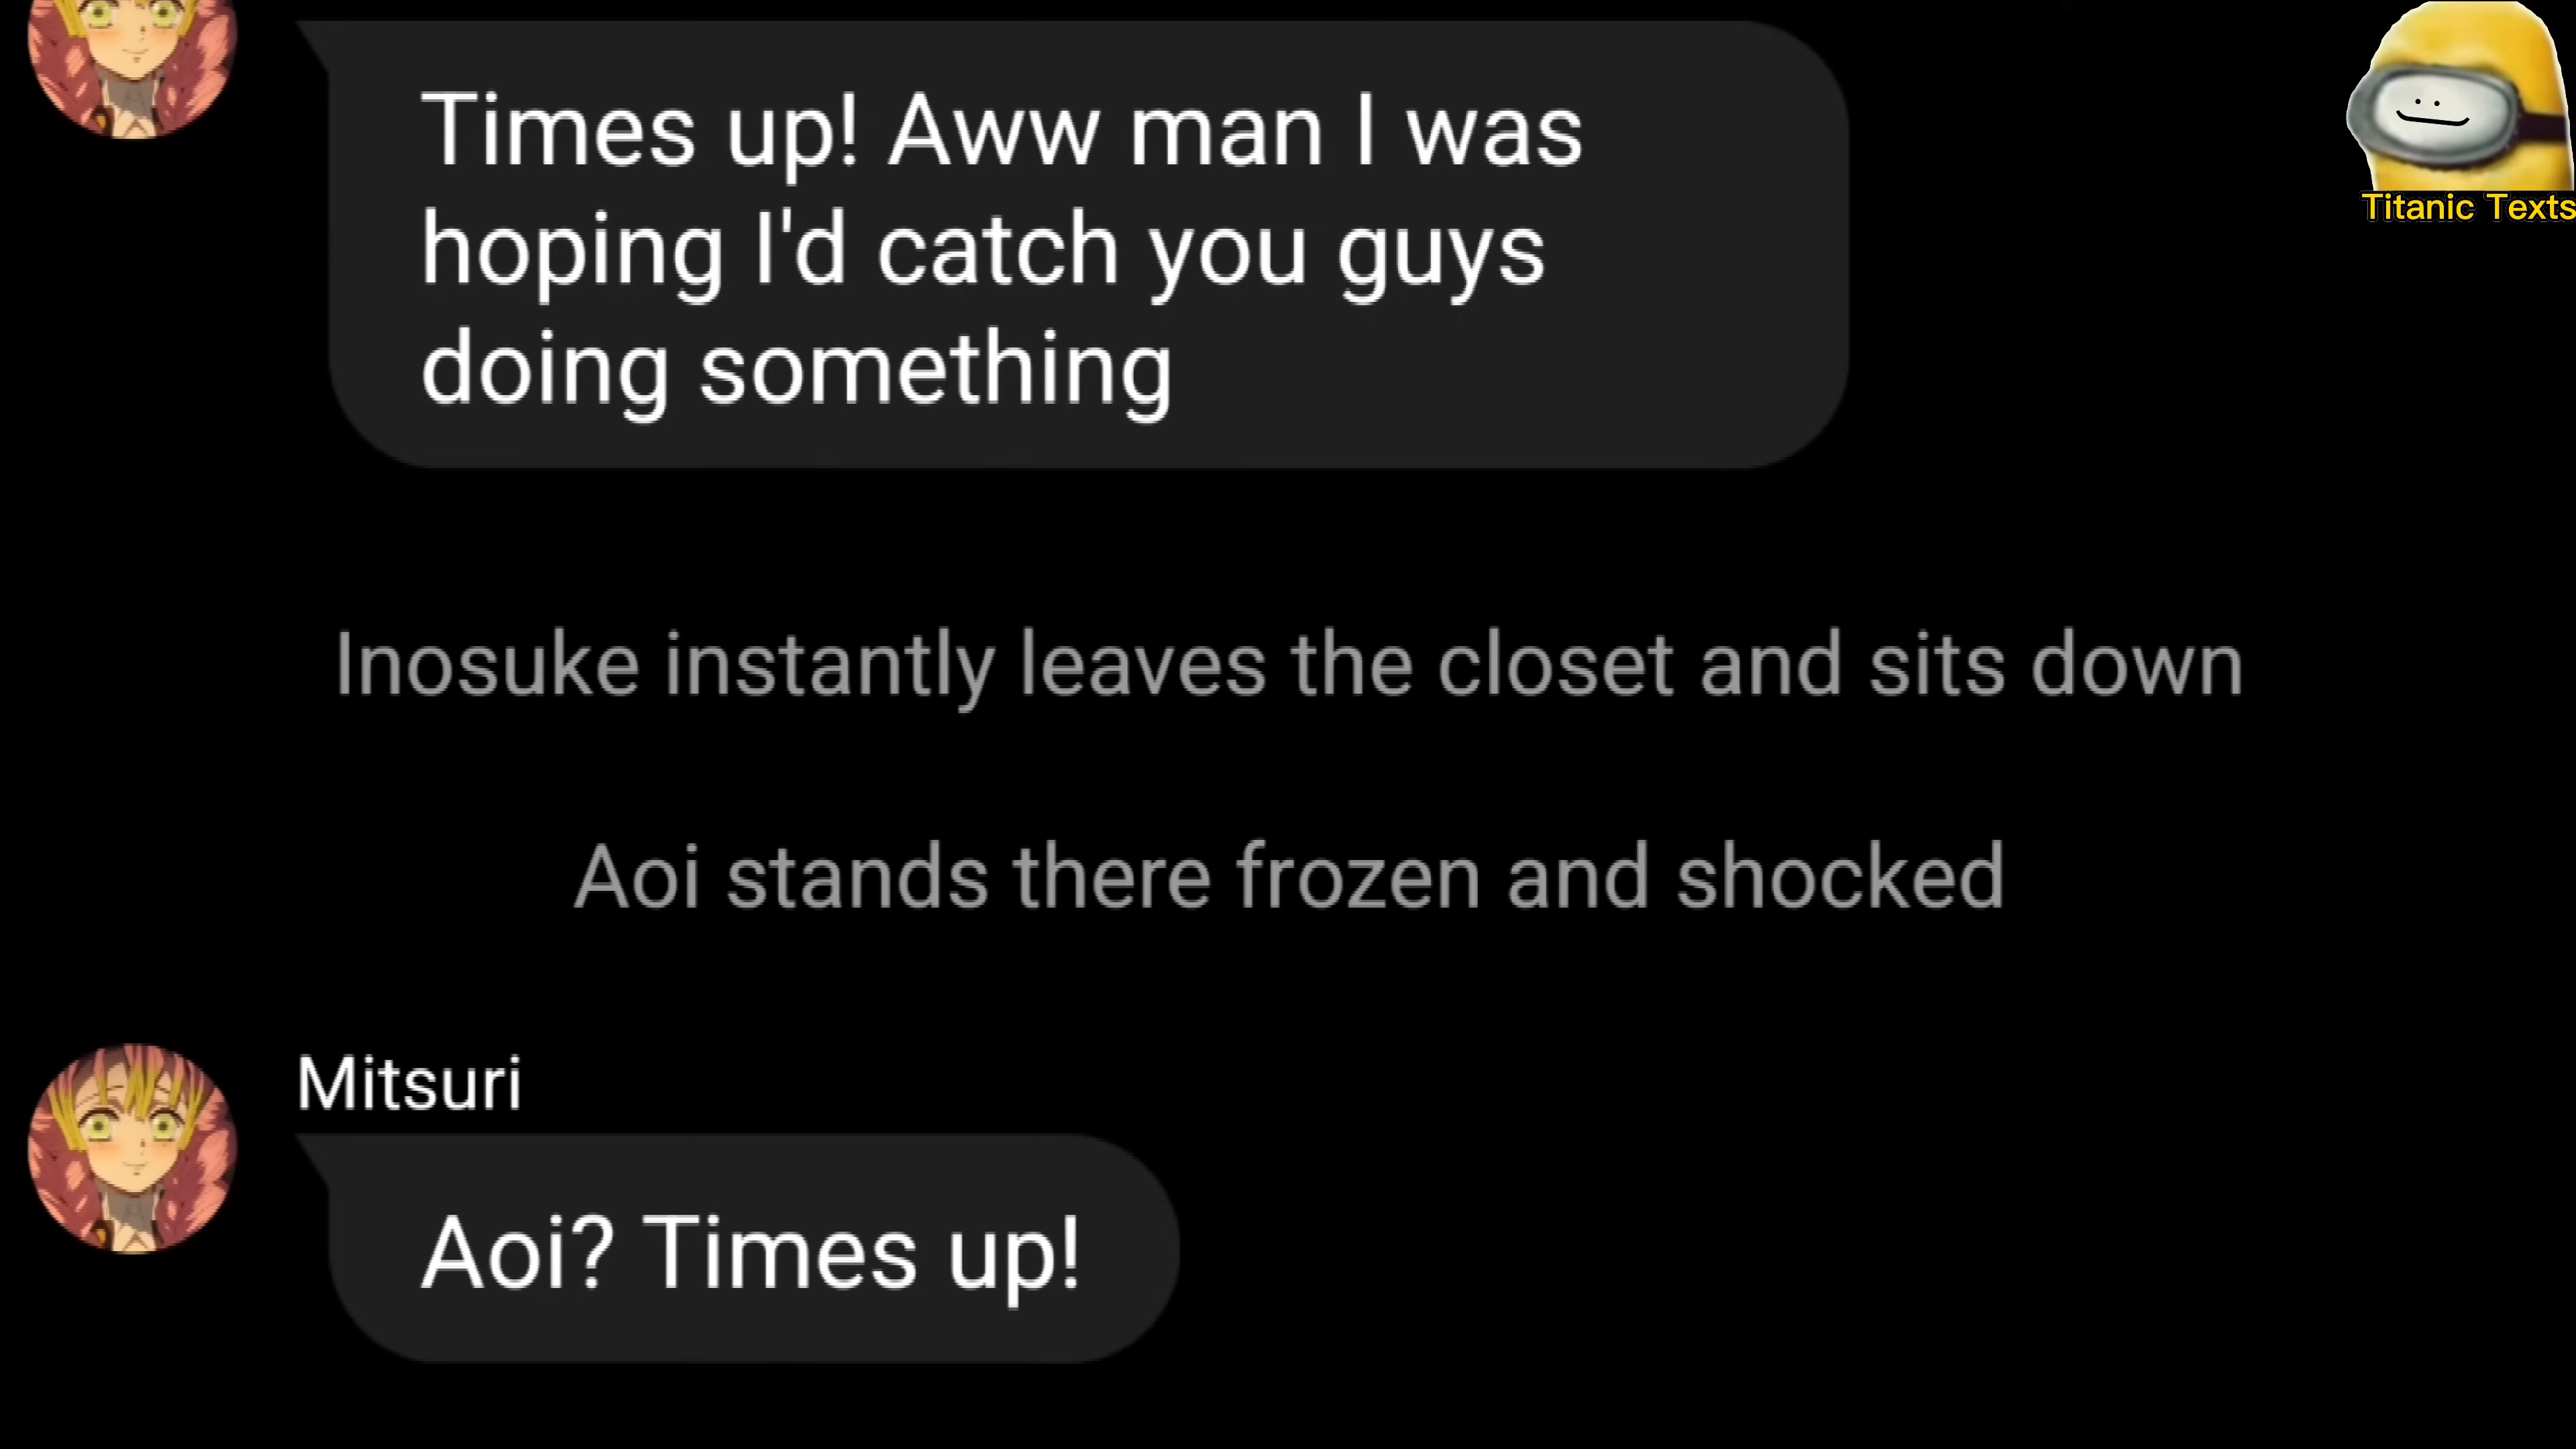 Titanic Texts
Times up! Aww man I was
hoping I'd catch you guys
doing something
Inosuke instantly leaves the closet and sits down
Aoi stands there frozen and shocked
Mitsuri
Aoi? Times up!